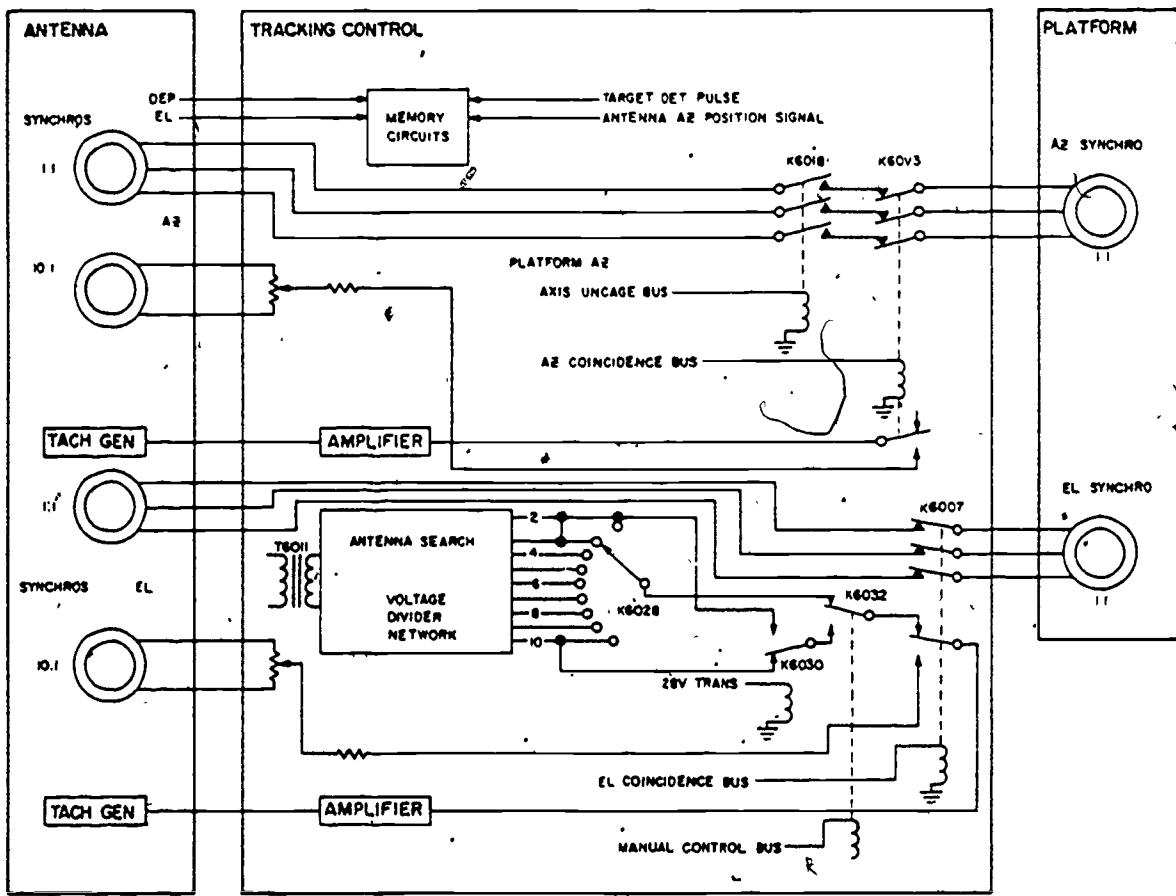 ANTENNA
TRACKING CONTROL
PLATFORM
DEP
EL
SYNCHROS
1:1
MEMORY
CIRCUITS
TARGET DET PULSE
ANTENNA AZ POSITION SIGNAL
K6018
K60V3
AZ SYNCHRO
1:1
AZ
10:1
PLATFORM AZ
AXIS UNCAGE BUS
AZ COINCIDENCE BUS
TACH GEN
AMPLIFIER
1:1
EL SYNCHRO
K6007
T6011
ANTENNA SEARCH
VOLTAGE
DIVIDER
NETWORK
2
4
6
8
10
K6028
K6032
1:1
SYNCHROS
EL
10:1
K6030
28V TRANS
EL COINCIDENCE BUS
TACH GEN
AMPLIFIER
MANUAL CONTROL BUS